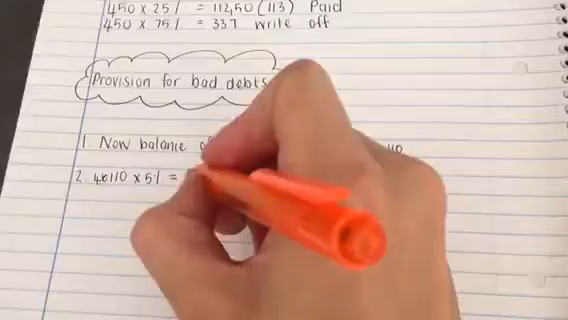 450 x 25% = 112,50 (113) Paid
450 x 75% = 337 write off
Provision for bad debts
1. New balance
2. 46110 x 5% =